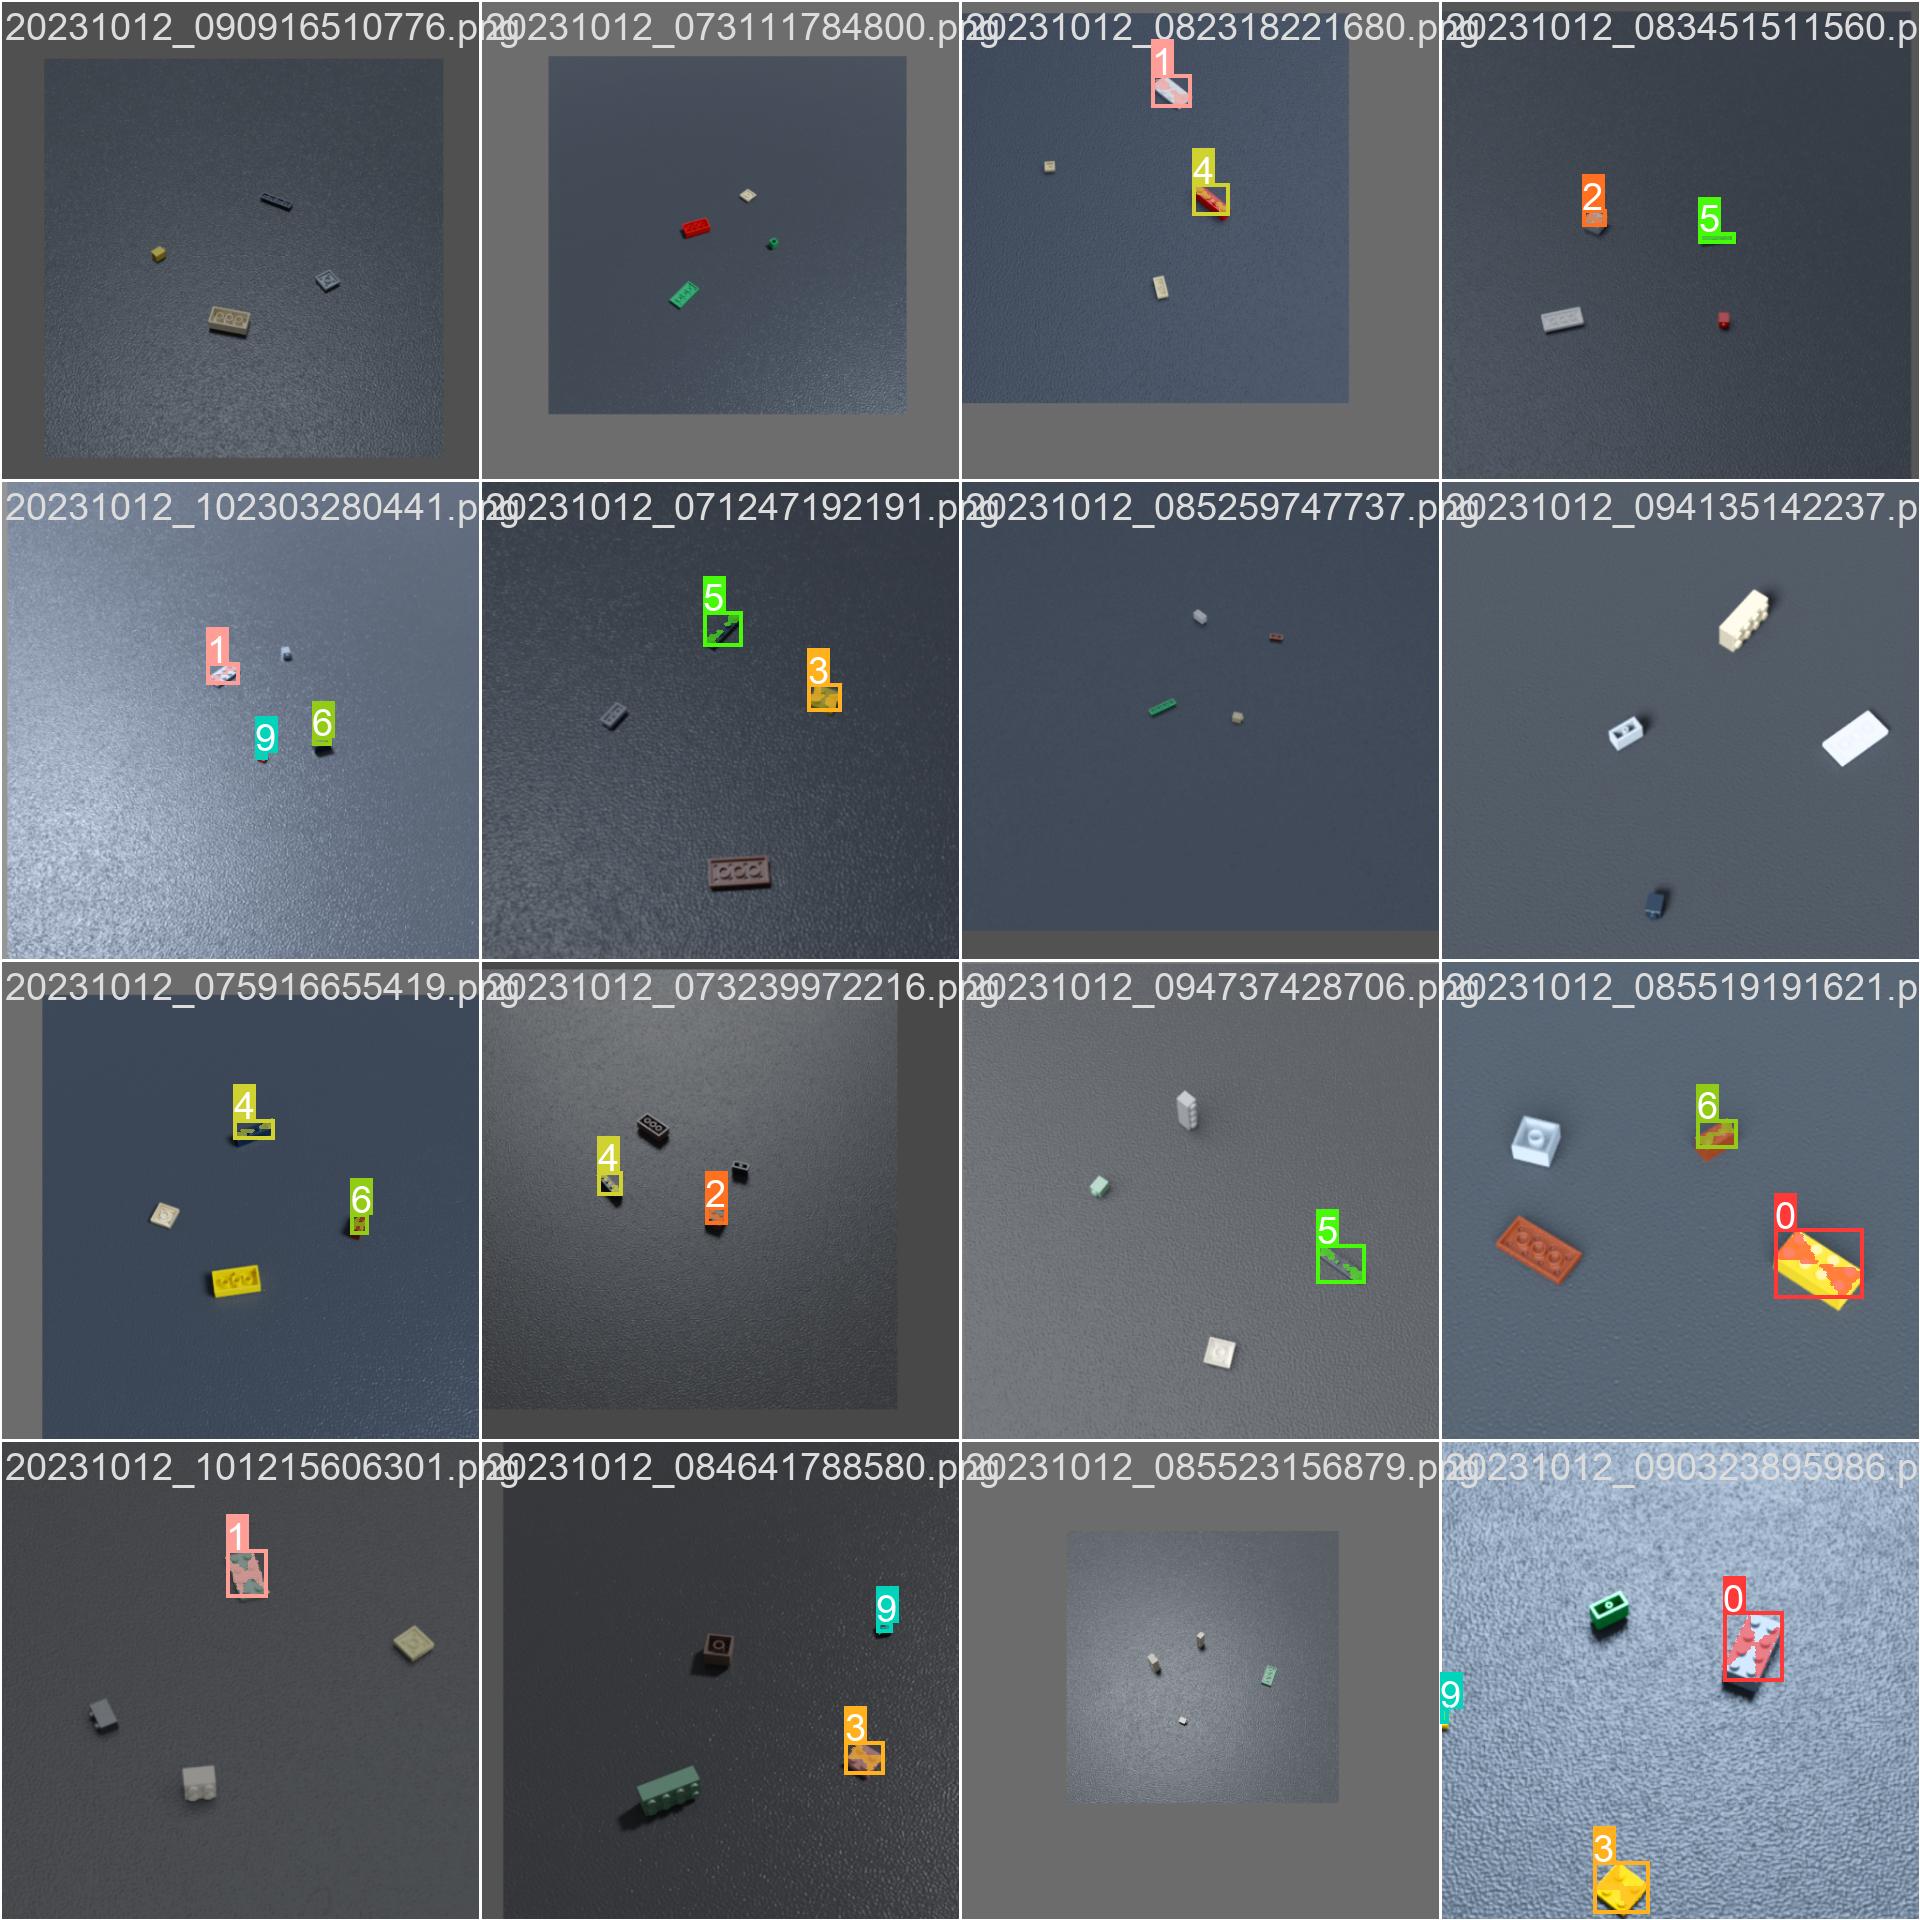 20231012_090916510776.png
20231012_073111784800.png
20231012_082318221680.png
20231012_083451511560.p
1
4
2
5
20231012_102303280441.png
20231012_071247192191.png
20231012_085259747737.png
20231012_094135142237.p
1
9
6
5
3
20231012_075916655419.png
20231012_073239972216.png
20231012_094737428706.png
20231012_085519191621.p
4
6
4
2
5
6
0
20231012_101215606301.png
20231012_084641788580.png
20231012_085523156879.png
20231012_090323895986.p
1
9
3
0
9
3